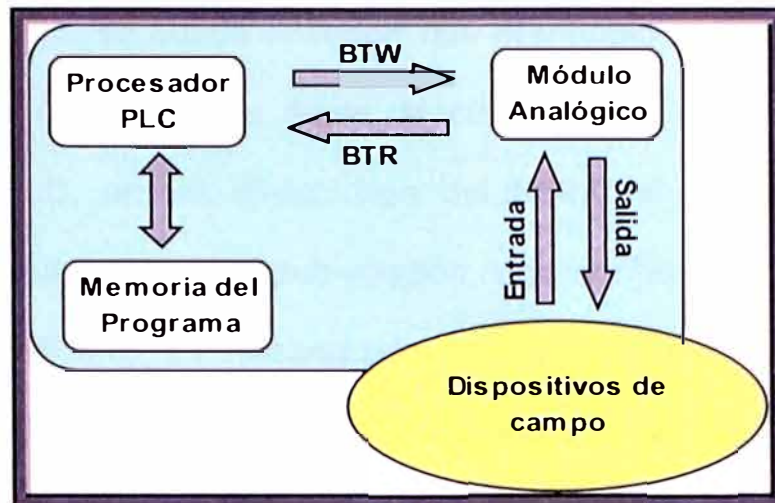 Procesador
PLC
BTW
BTR
Módulo
Analógico
Entrada
Salida
Memoria del
Programa
Dispositivos de
campo